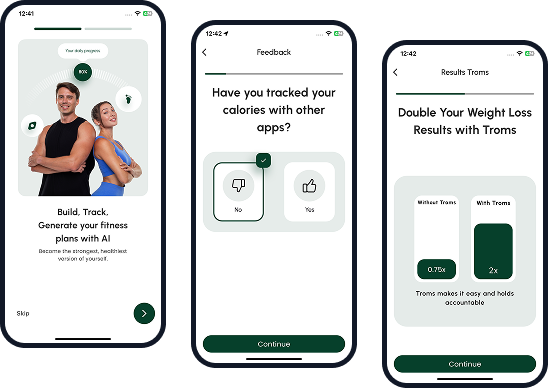 12:41
Your daily progress
80%
Build, Track,
Generate your fitness
plans with AI
Become the strongest, healthiest
version of yourself.
Skip
12:42
Feedback
Have you tracked your
calories with other
apps?
No
Yes
Continue
12:42
Results Troms
Double Your Weight Loss
Results with Troms
Without Troms
With Troms
0.75x
2x
Troms makes it easy and holds
accountable
Continue